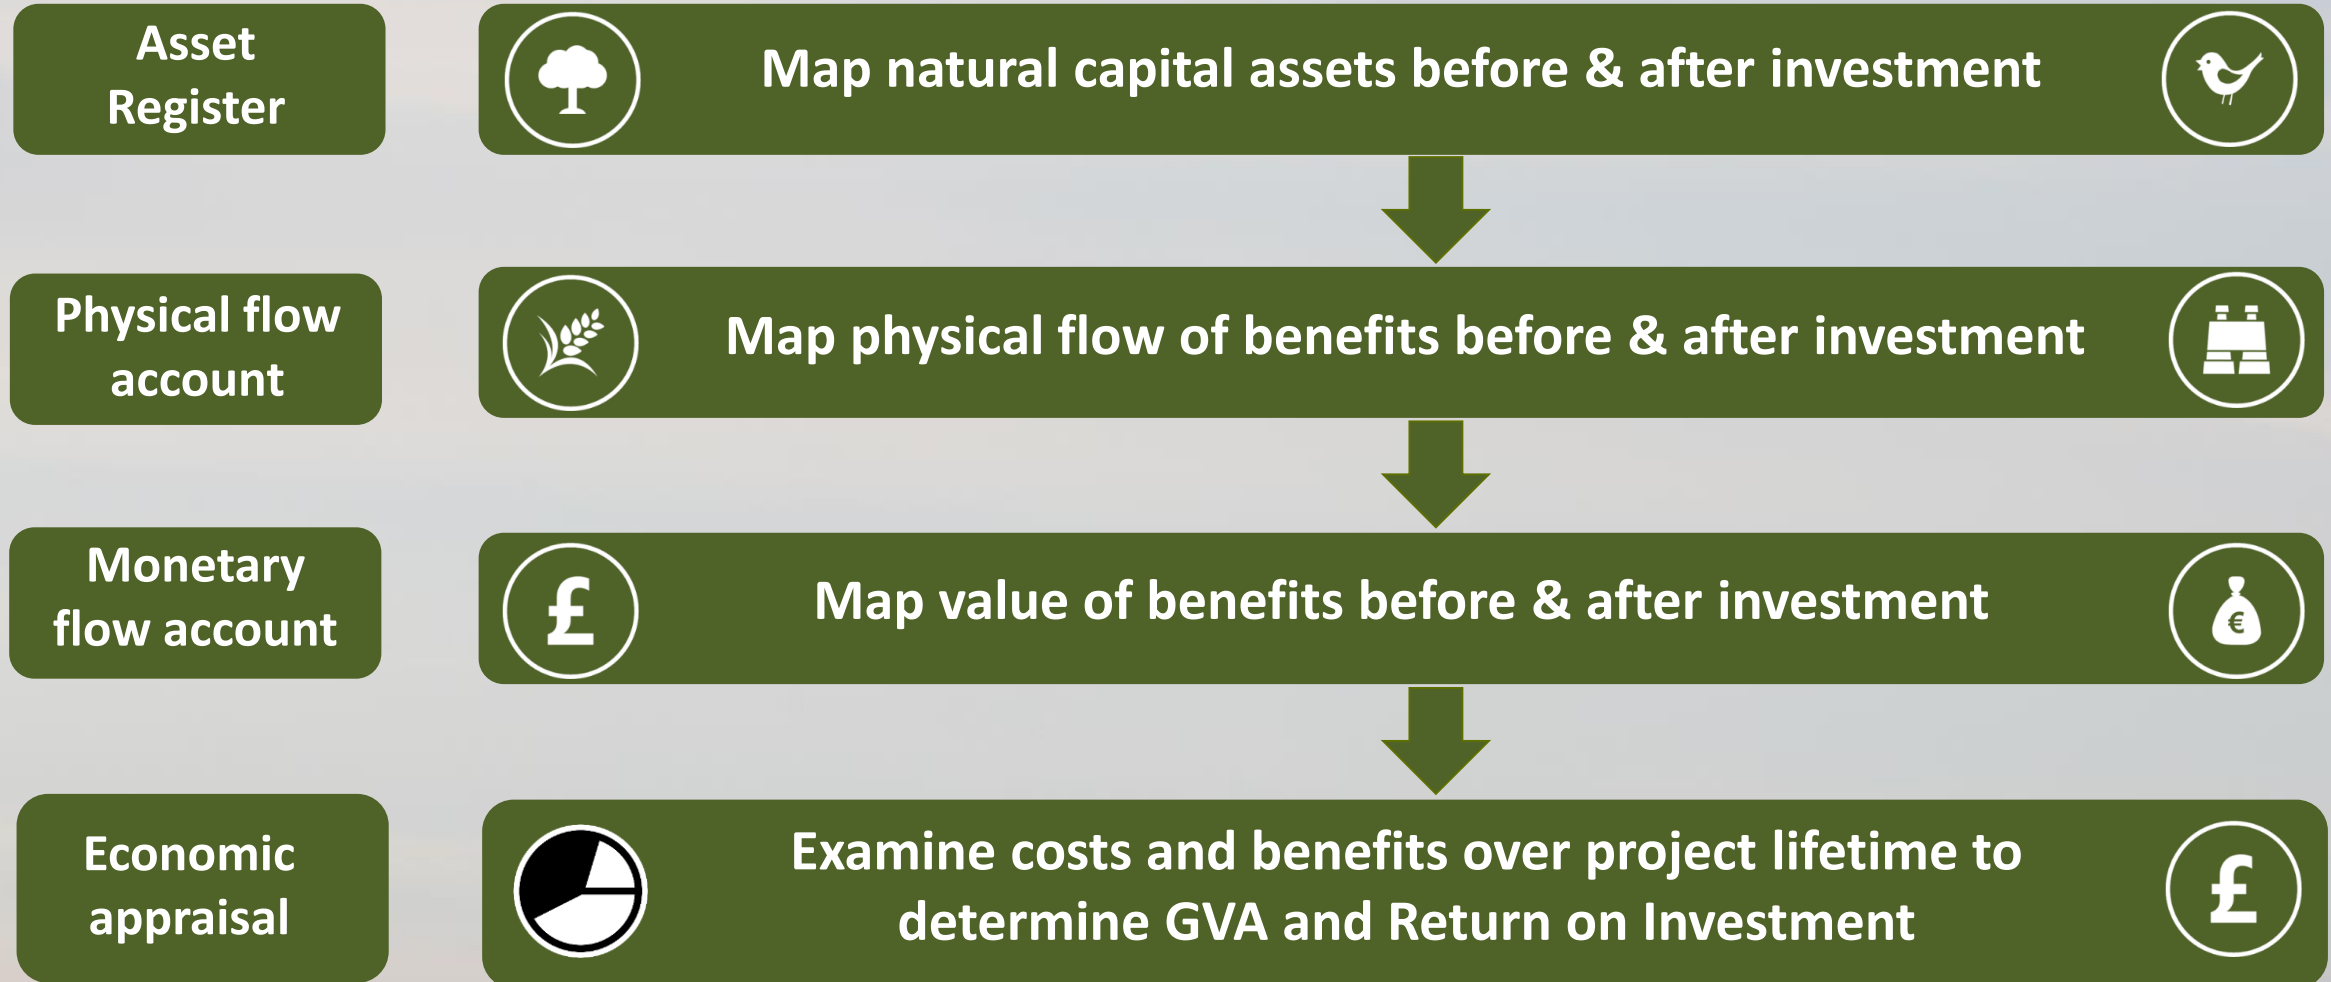 Asset
Register
Map natural capital assets before & after investment
Physical flow
account
Map physical flow of benefits before & after investment
Monetary
flow account
£
Map value of benefits before & after investment
€
Economic
appraisal
Examine costs and benefits over project lifetime to
determine GVA and Return on Investment
£